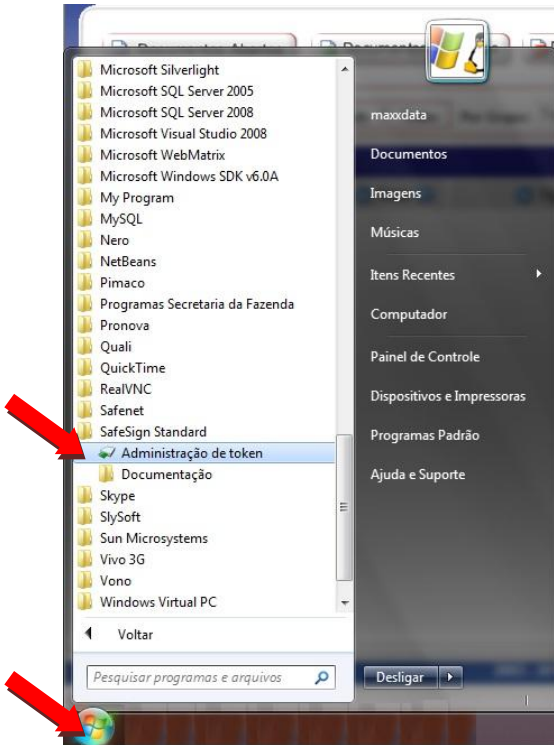 Microsoft Silverlight
Microsoft SQL Server 2005
Microsoft SQL Server 2008
Microsoft Visual Studio 2008
Microsoft WebMatrix
Microsoft Windows SDK v6.0A
My Program
MySQL
Nero
NetBeans
Pimaco
Programas Secretaria da Fazenda
Pronova
Quali
QuickTime
RealVNC
Safenet
SafeSign Standard
Administração de token
Documentação
Skype
SlySoft
Sun Microsystems
Vivo 3G
Vono
Windows Virtual PC
Voltar
Pesquisar programas e arquivos
maxxdata
Documentos
Imagens
Músicas
Itens Recentes
Computador
Painel de Controle
Dispositivos e Impressoras
Programas Padrão
Ajuda e Suporte
Desligar